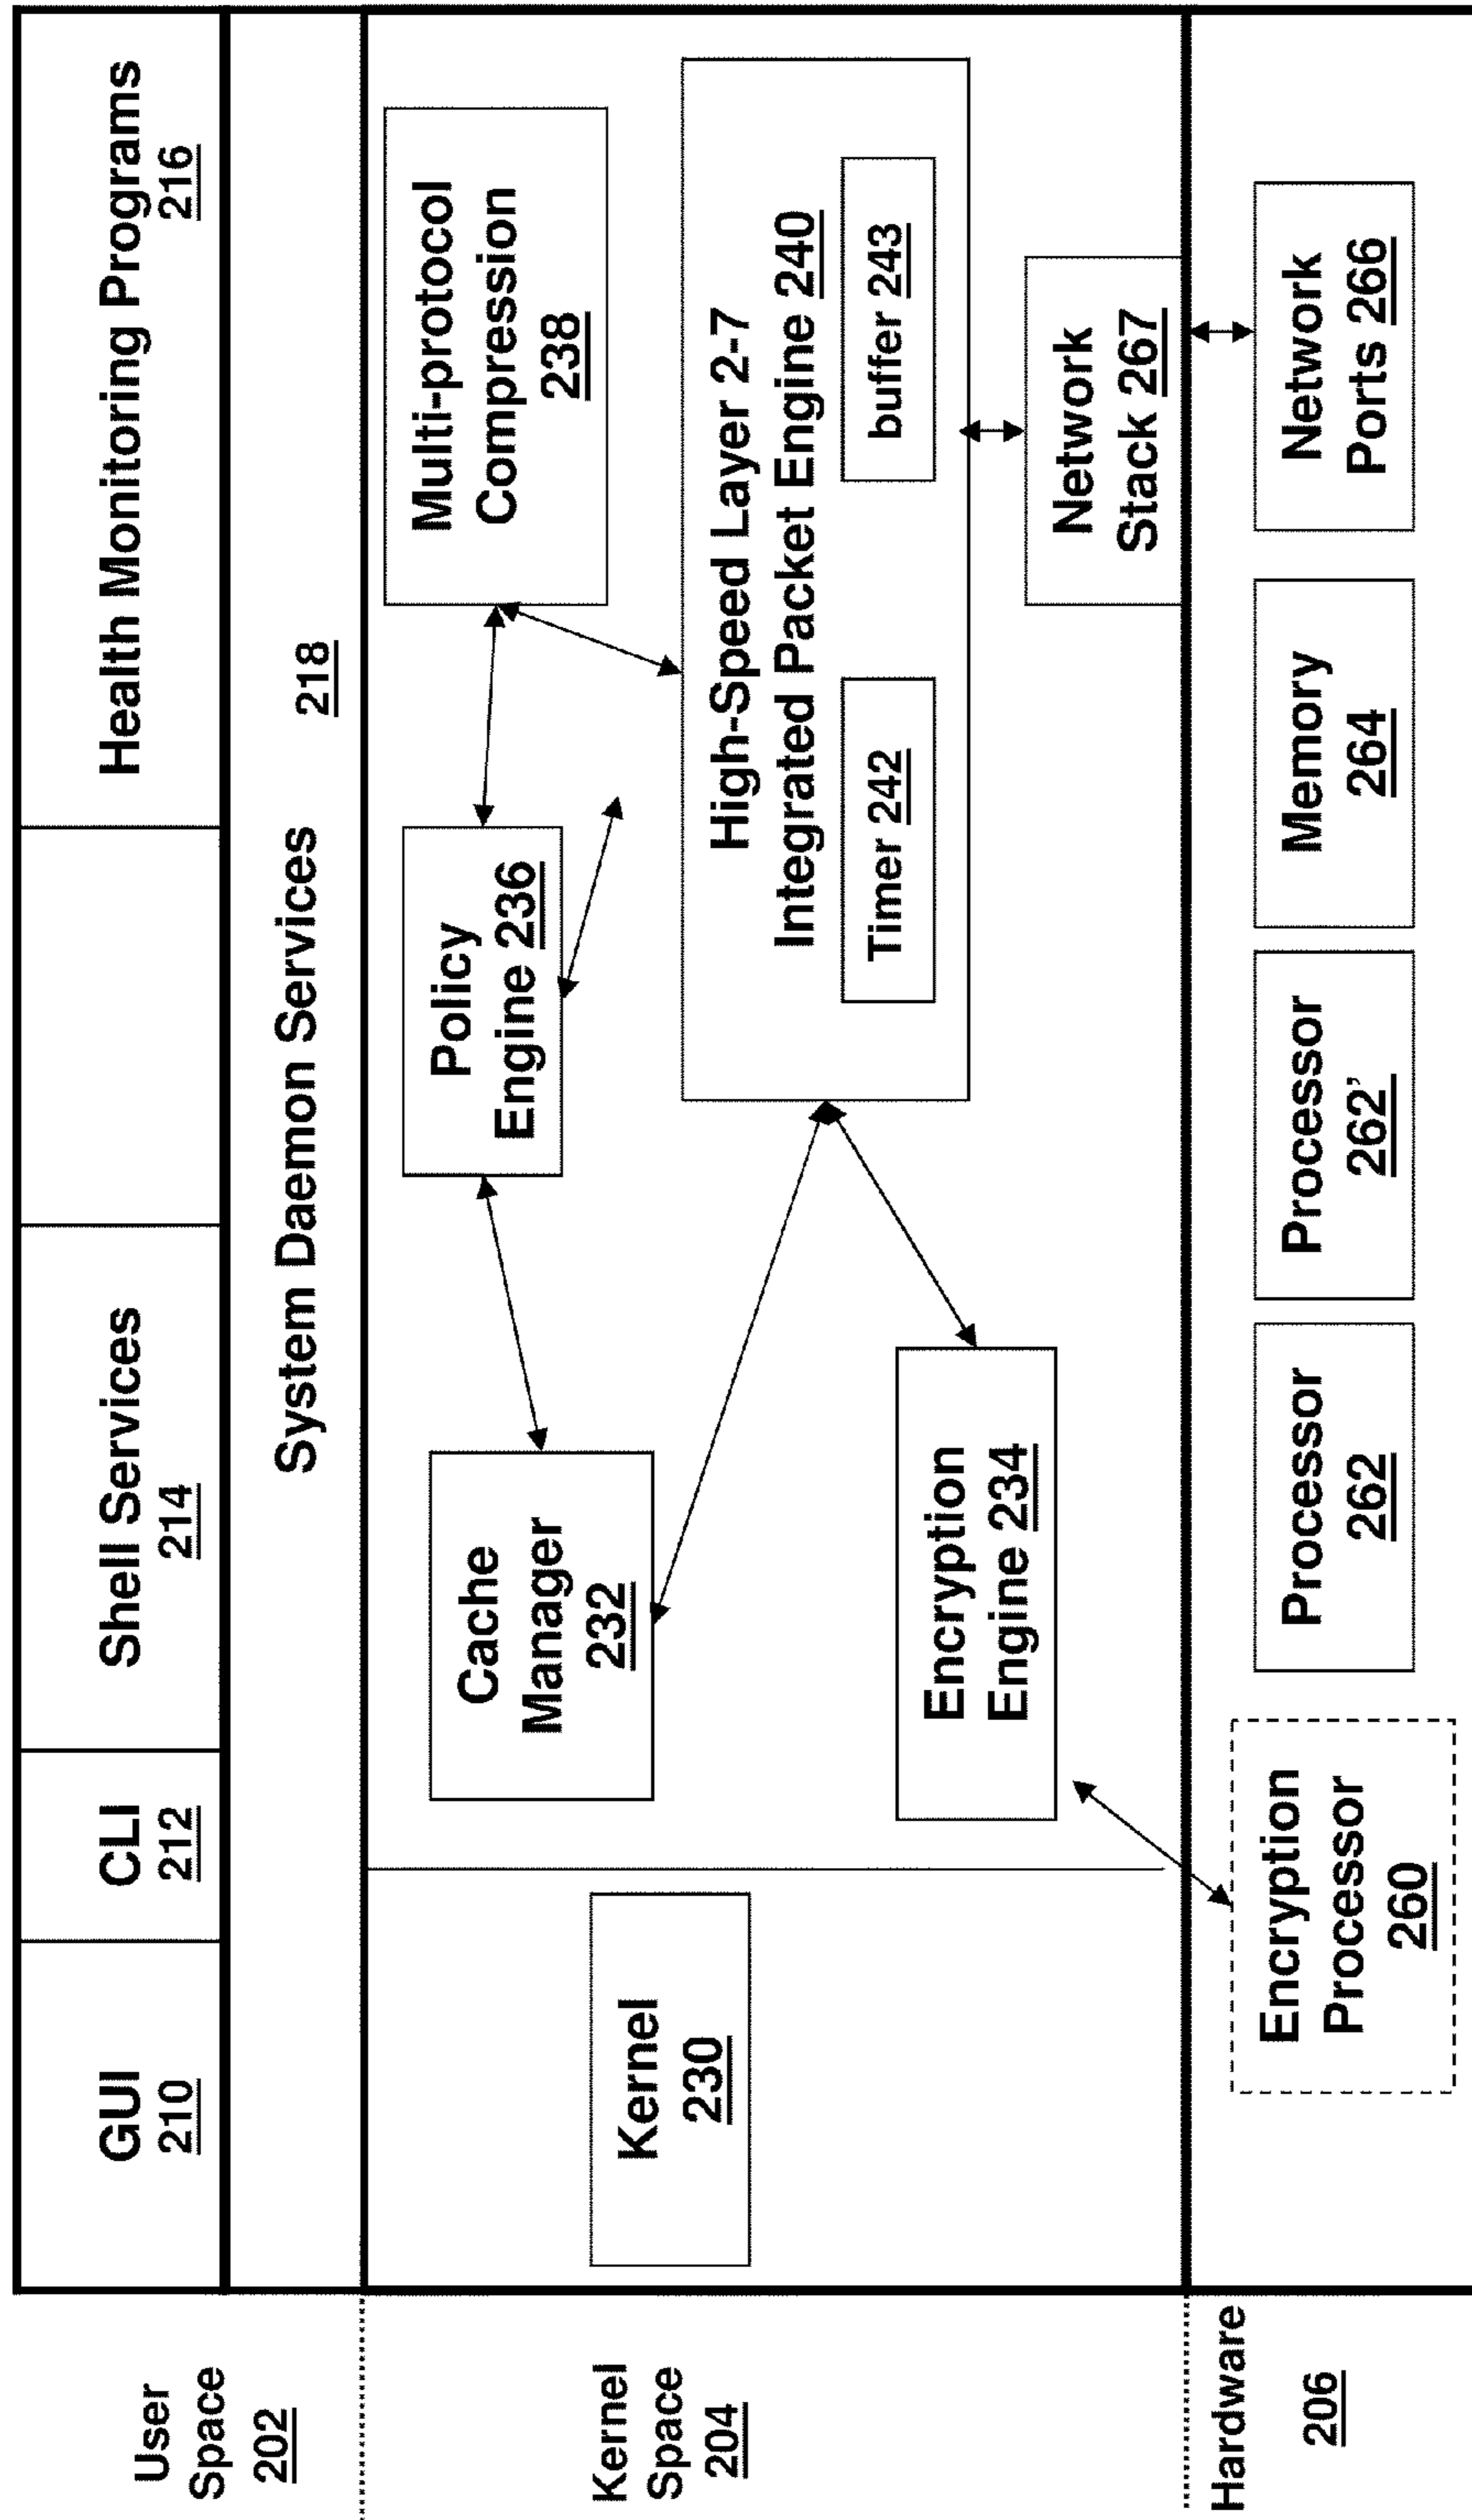 User
Space
202
GUI
210
CLI
212
Shell Services
214
Health Monitoring Programs
216
System Daemon Services
218
Kernel
Space
204
Kernel
230
Cache
Manager
232
Policy
Engine 236
Multi-protocol
Compression
238
High-Speed Layer 2-7
Integrated Packet Engine 240
Timer 242
buffer 243
Encryption
Engine 234
Network
Stack 267
Hardware
206
Encryption
Processor
260
Processor
262
Processor
262'
Memory
264
Network
Ports 266